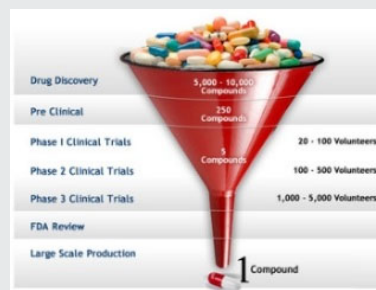 Drug Discovery
5,000 - 10,000
Compounds
Pre Clinical
250
Compounds
Phase I Clinical Trials
20 - 100 Volunteers
5
Compounds
Phase 2 Clinical Trials
100 - 500 Volunteers
Phase 3 Clinical Trials
1,000 - 5,000 Volunteers
FDA Review
Large Scale Production
1 Compound